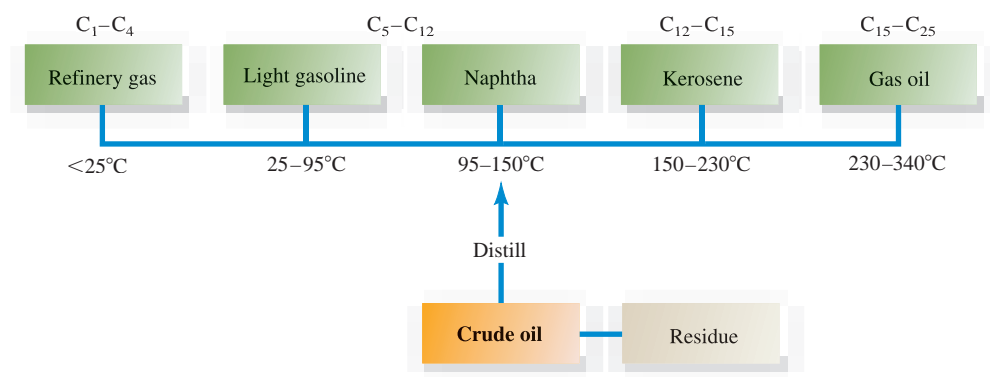 C₁–C₄ C₅–C₁₂ C₁₂–C₁₅ C₁₅–C₂₅
Refinery gas Light gasoline Naphtha Kerosene Gas oil
<25°C 25–95°C 95–150°C 150–230°C 230–340°C
Distill
Crude oil Residue